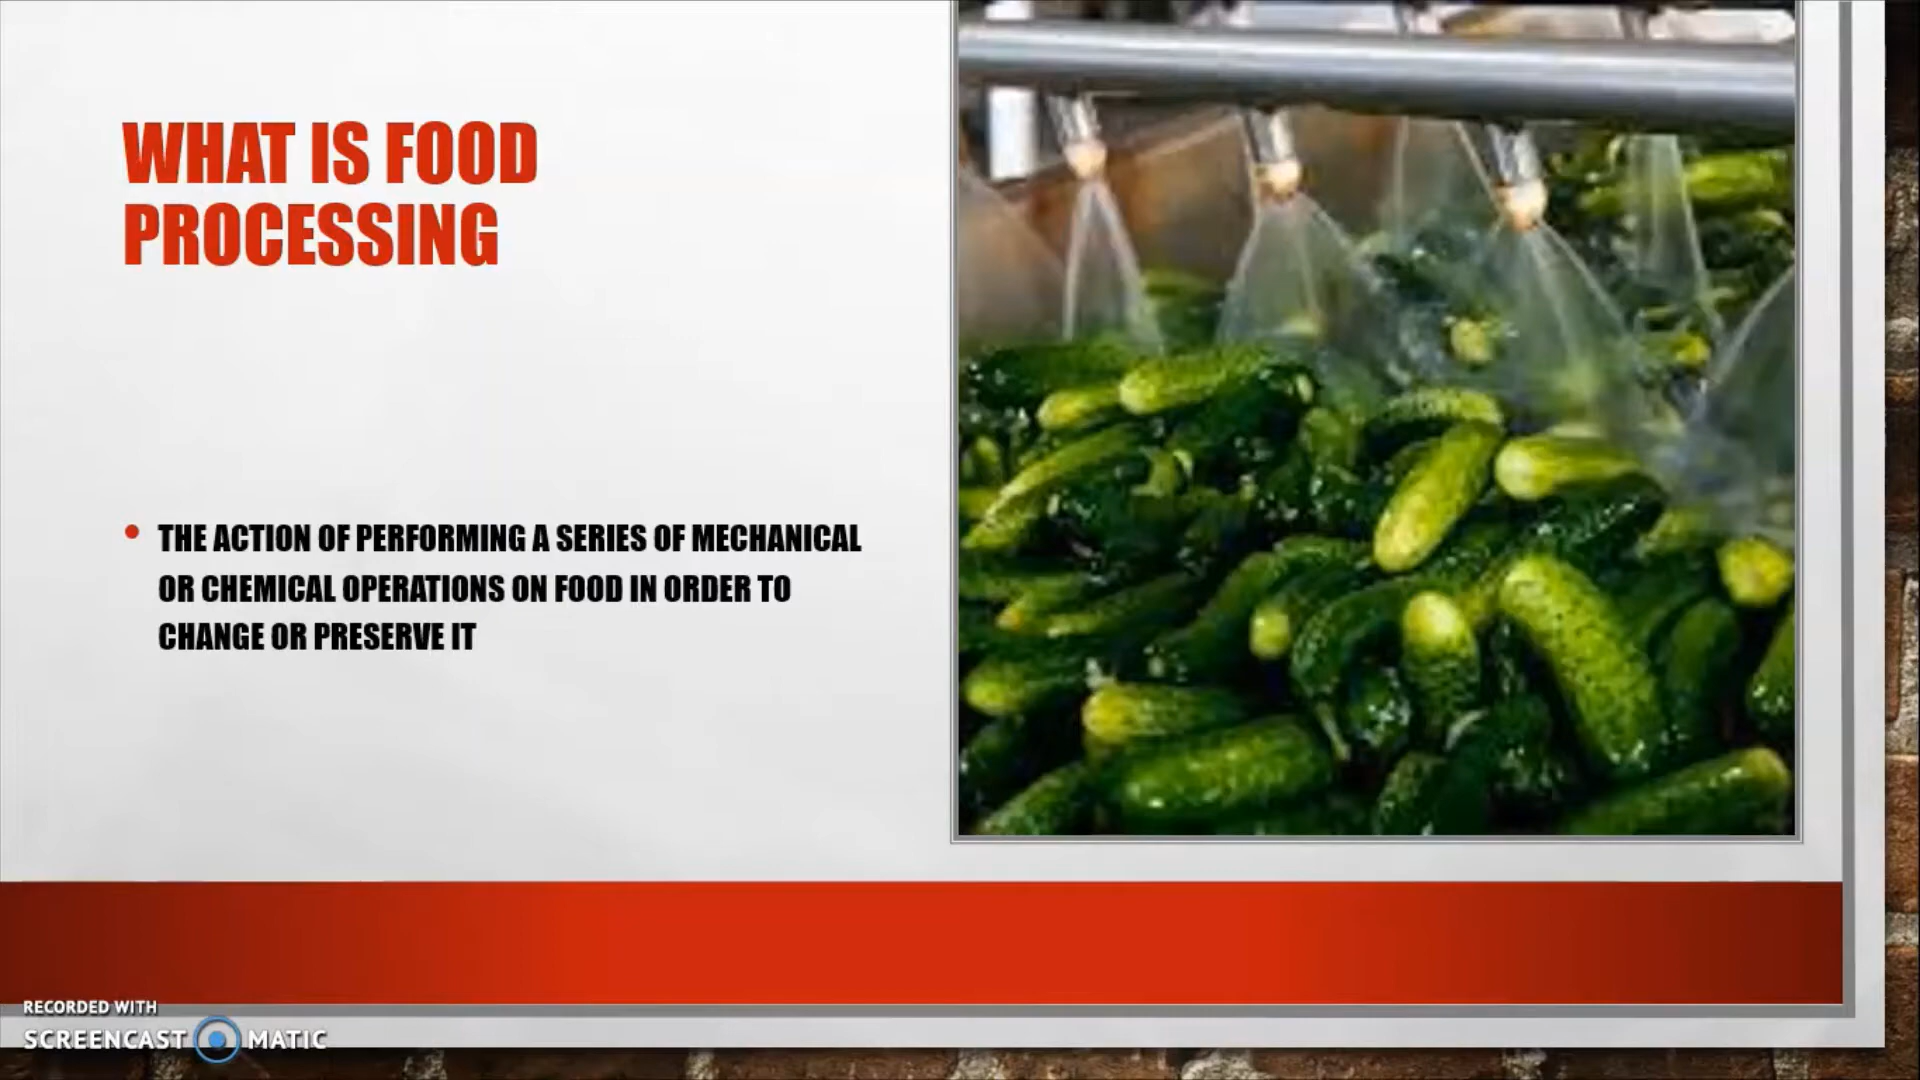 WHAT IS FOOD
PROCESSING
THE ACTION OF PERFORMING A SERIES OF MECHANICAL
OR CHEMICAL OPERATIONS ON FOOD IN ORDER TO
CHANGE OR PRESERVE IT
RECORDED WITH
SCREENCAST MATIC